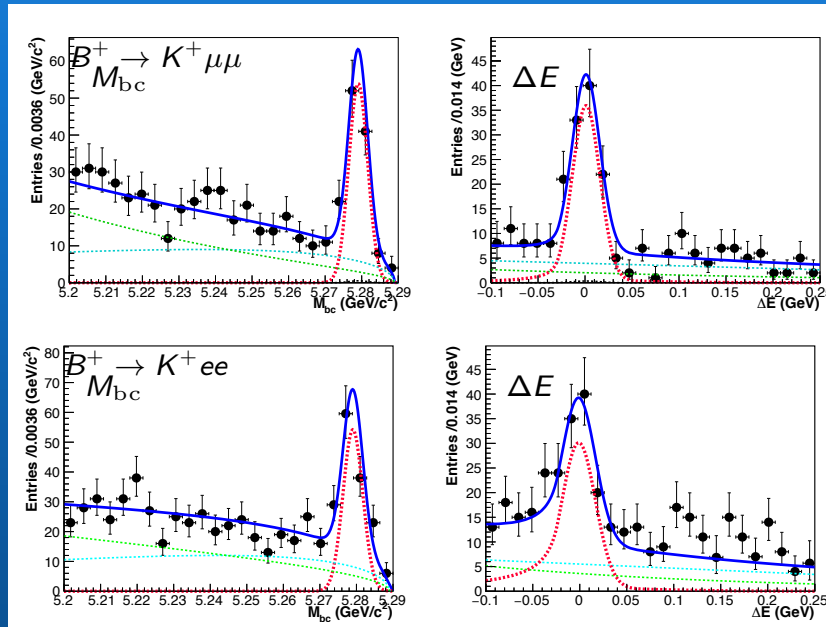 B⁺ → K⁺μμ
M_bc
Entries /0.0036 (GeV/c²)
60
50
40
30
20
10
0
5.2 5.21 5.22 5.23 5.24 5.25 5.26 5.27 5.28 5.29
M_bc (GeV/c²)
ΔE
Entries /0.014 (GeV)
50
45
40
35
30
25
20
15
10
5
0
−0.1 −0.05 0 0.05 0.1 0.15 0.2 0.25
ΔE (GeV)
B⁺ → K⁺ee
M_bc
Entries /0.0036 (GeV/c²)
80
70
60
50
40
30
20
10
0
5.2 5.21 5.22 5.23 5.24 5.25 5.26 5.27 5.28 5.29
M_bc (GeV/c²)
ΔE
Entries /0.014 (GeV)
50
45
40
35
30
25
20
15
10
5
0
−0.1 −0.05 0 0.05 0.1 0.15 0.2 0.25
ΔE (GeV)